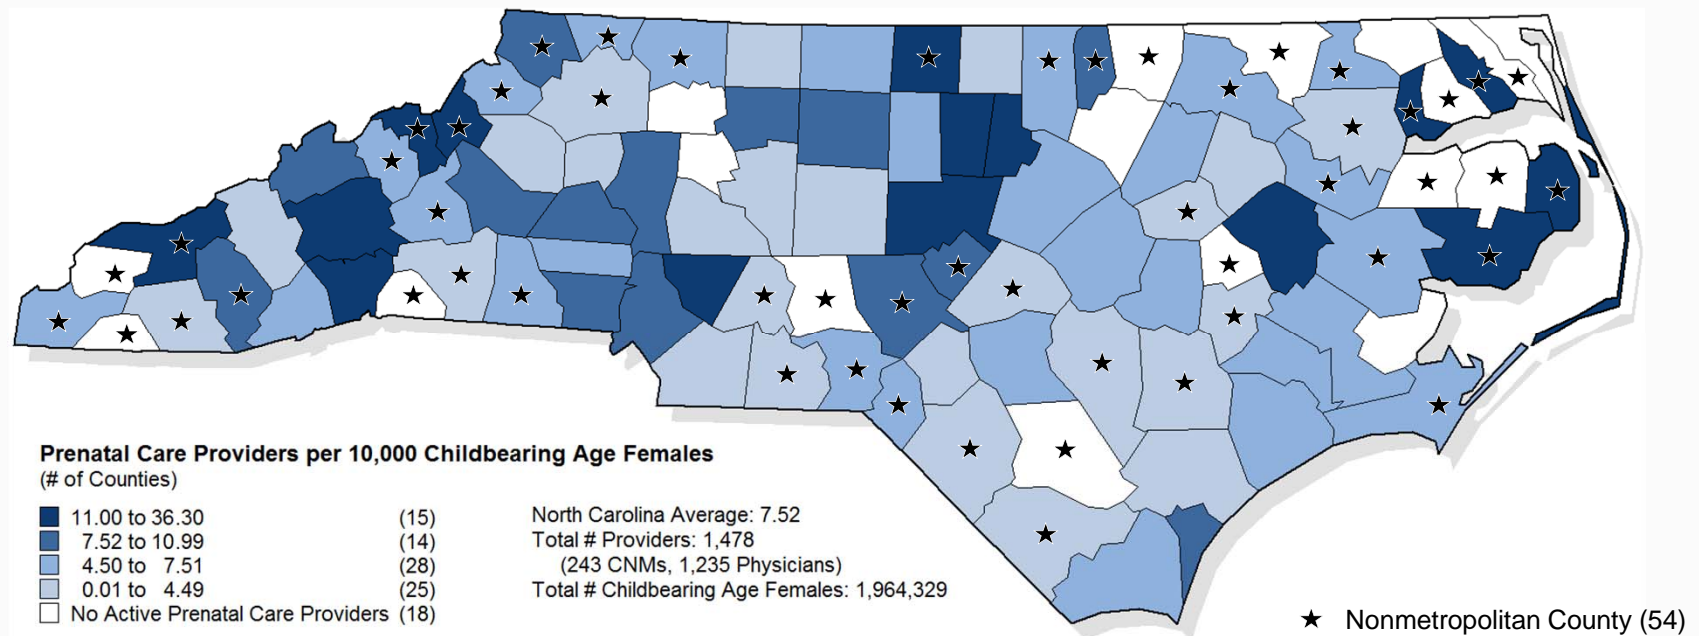 Prenatal Care Providers per 10,000 Childbearing Age Females
(# of Counties)
11.00 to 36.30 (15)
7.52 to 10.99 (14)
4.50 to 7.51 (28)
0.01 to 4.49 (25)
No Active Prenatal Care Providers (18)
North Carolina Average: 7.52
Total # Providers: 1,478
(243 CNMs, 1,235 Physicians)
Total # Childbearing Age Females: 1,964,329
★ Nonmetropolitan County (54)